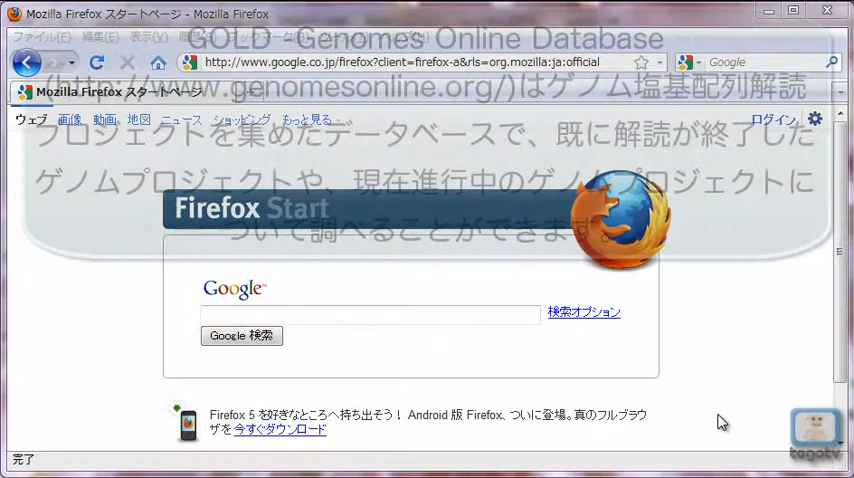 Mozilla Firefox スタートページ - Mozilla Firefox
ファイル(F) 編集(E) 表示(V)
GOLD Genomes Online Database
http://www.google.co.jp/firefox?client=firefox-a&rls=org.mozilla:ja:official
Google
Mozilla Firefox スタートページ
(http://www.genomesonline.org/)はゲノム塩基配列解読
ウェブ 画像 動画 地図 ニュース ショッピング もっと見る
ログイン
プロジェクトを集めたデータベースで、既に解読が終了した
ゲノムプロジェクトや、現在進行中のゲノムプロジェクトに
Firefox Start
ついて調べることができます。
Google
検索オプション
Google 検索
Firefox 5 を好きなところへ持ち出そう！ Android 版 Firefox、ついに登場。真のフルブラウ
ザを 今すぐダウンロード
完了
togotv